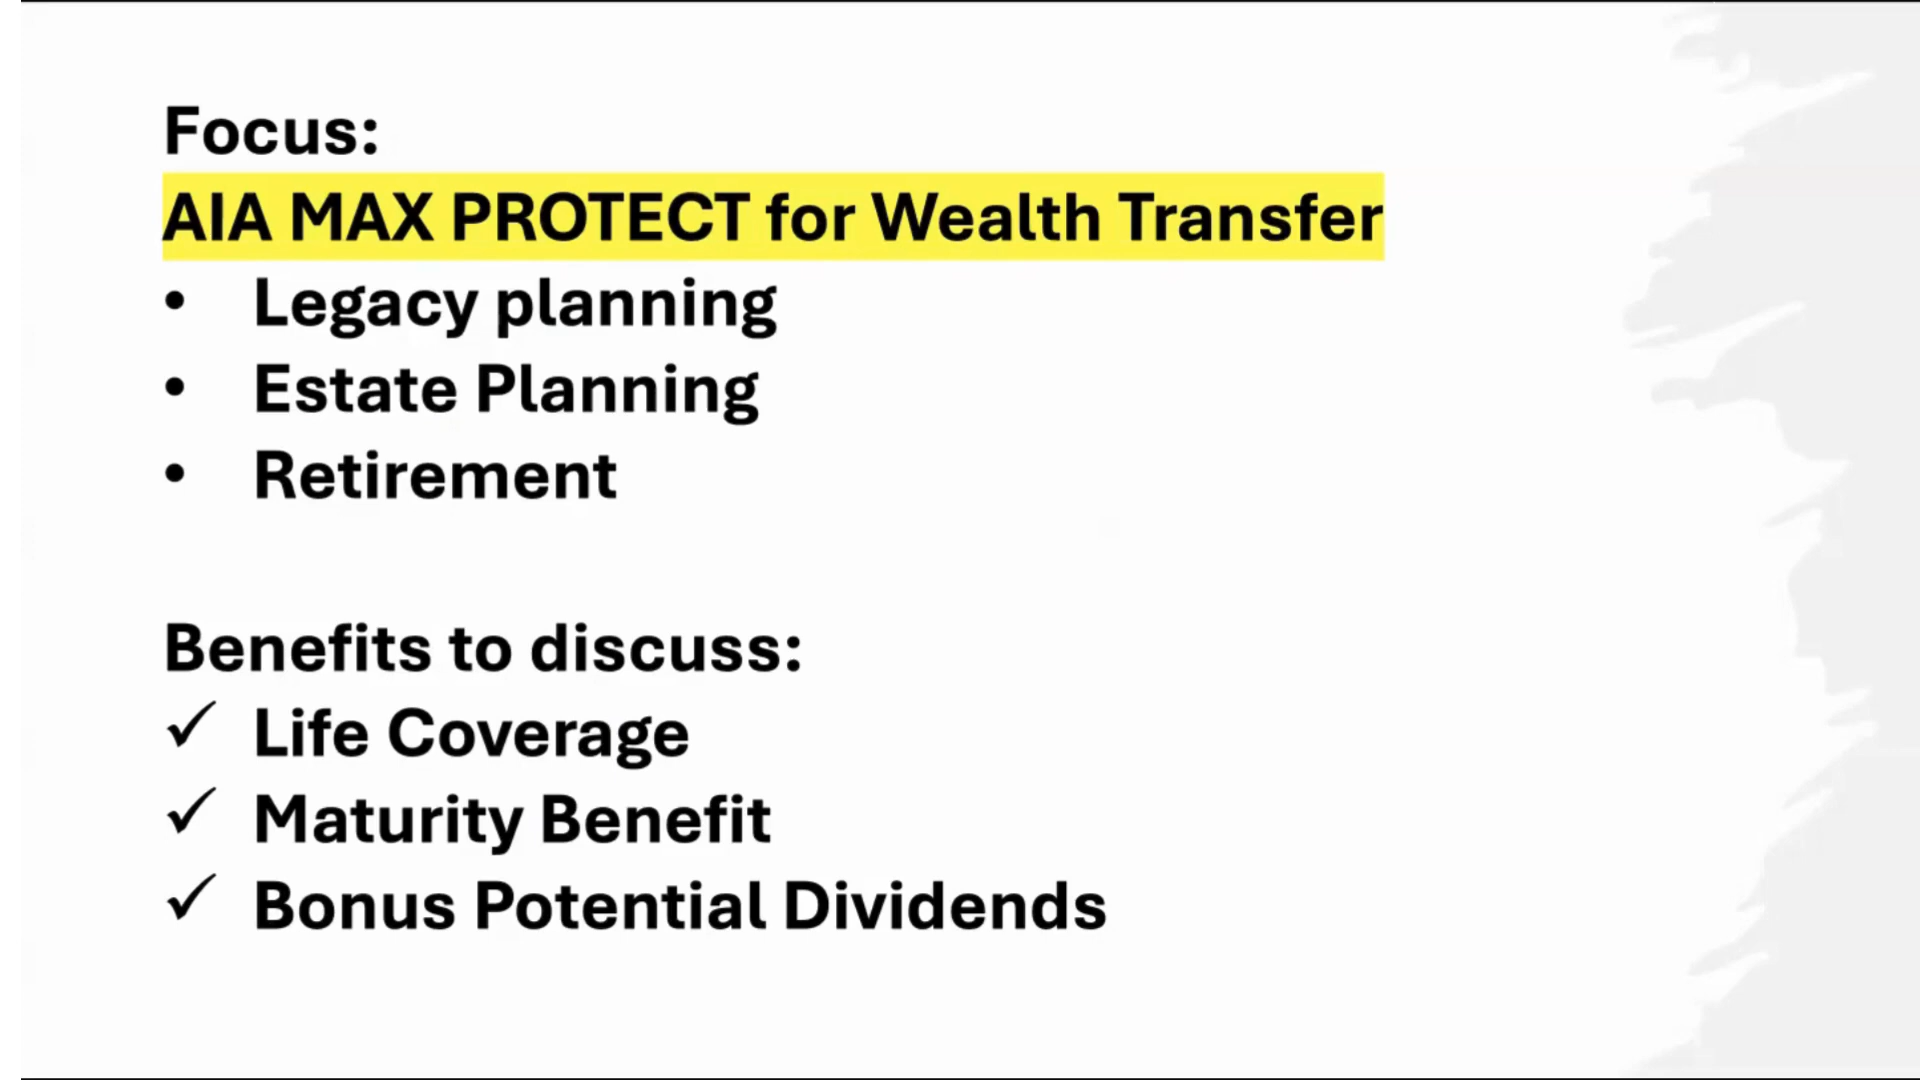 Focus:
AIA MAX PROTECT for Wealth Transfer
• Legacy planning
• Estate Planning
• Retirement
Benefits to discuss:
✓ Life Coverage
✓ Maturity Benefit
✓ Bonus Potential Dividends